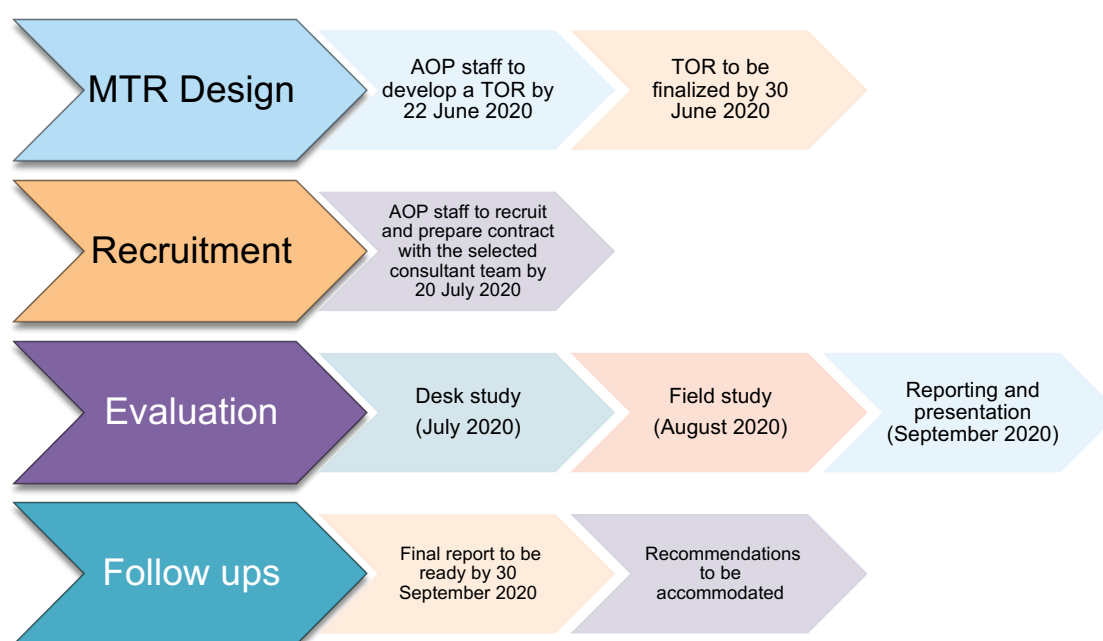 MTR Design
AOP staff to
develop a TOR by
22 June 2020
TOR to be
finalized by 30
June 2020
Recruitment
AOP staff to recruit
and prepare contract
with the selected
consultant team by
20 July 2020
Evaluation
Desk study
(July 2020)
Field study
(August 2020)
Reporting and
presentation
(September 2020)
Follow ups
Final report to be
ready by 30
September 2020
Recommendations
to be
accommodated